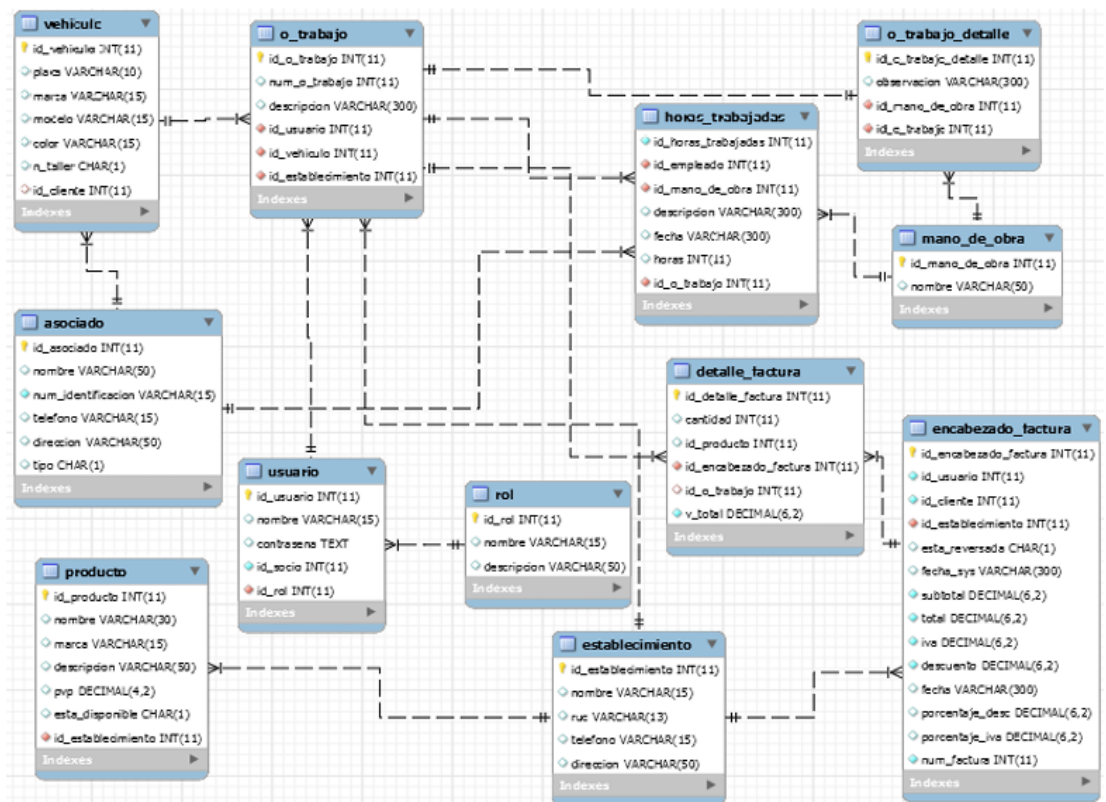 vehiculo
id_vehiculo INT(11)
placa VARCHAR(10)
marca VARCHAR(15)
modelo VARCHAR(15)
color VARCHAR(15)
n_taller CHAR(1)
id_cliente INT(11)
Indexes
o_trabajo
id_o_trabajo INT(11)
num_o_trabajo INT(11)
descripcion VARCHAR(300)
id_usuario INT(11)
id_vehiculo INT(11)
id_establecimiento INT(11)
Indexes
o_trabajo_detalle
id_o_trabajo_detalle INT(11)
observacion VARCHAR(300)
id_mano_de_obra INT(11)
id_o_trabajo INT(11)
Indexes
horas_trabajadas
id_horas_trabajadas INT(11)
id_empleado INT(11)
id_mano_de_obra INT(11)
descripcion VARCHAR(300)
fecha VARCHAR(300)
horas INT(11)
id_o_trabajo INT(11)
Indexes
mano_de_obra
id_mano_de_obra INT(11)
nombre VARCHAR(50)
Indexes
asociado
id_asociado INT(11)
nombre VARCHAR(50)
num_identificacion VARCHAR(15)
telefono VARCHAR(15)
direccion VARCHAR(50)
tipo CHAR(1)
Indexes
detalle_factura
id_detalle_factura INT(11)
cantidad INT(11)
id_producto INT(11)
id_encabezado_factura INT(11)
id_o_trabajo INT(11)
v_total DECIMAL(6,2)
Indexes
encabezado_factura
id_encabezado_factura INT(11)
id_usuario INT(11)
id_cliente INT(11)
id_establecimiento INT(11)
esta_reversada CHAR(1)
fecha_sys VARCHAR(300)
subtotal DECIMAL(6,2)
total DECIMAL(6,2)
iva DECIMAL(6,2)
descuento DECIMAL(6,2)
fecha VARCHAR(300)
porcentaje_desc DECIMAL(6,2)
porcentaje_iva DECIMAL(6,2)
num_factura INT(11)
Indexes
usuario
id_usuario INT(11)
nombre VARCHAR(15)
contrasena TEXT
id_socio INT(11)
id_rol INT(11)
Indexes
rol
id_rol INT(11)
nombre VARCHAR(15)
descripcion VARCHAR(50)
Indexes
producto
id_producto INT(11)
nombre VARCHAR(30)
marca VARCHAR(15)
descripcion VARCHAR(50)
pvp DECIMAL(4,2)
esta_disponible CHAR(1)
id_establecimiento INT(11)
Indexes
establecimiento
id_establecimiento INT(11)
nombre VARCHAR(15)
ruc VARCHAR(13)
telefono VARCHAR(15)
direccion VARCHAR(50)
Indexes